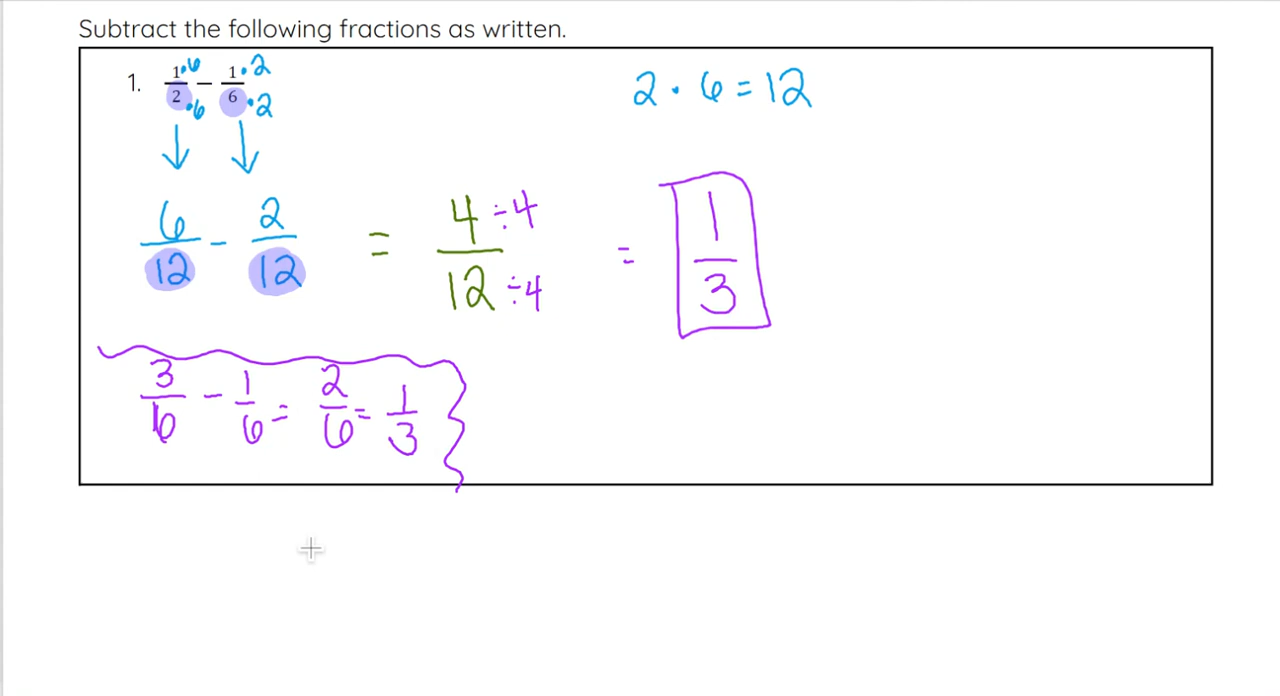 Subtract the following fractions as written.
1. 1·6/2·6 − 1·2/6·2
2 · 6 = 12
6/12 − 2/12 = 4÷4/12÷4 = 1/3
3/6 − 1/6 = 2/6 = 1/3